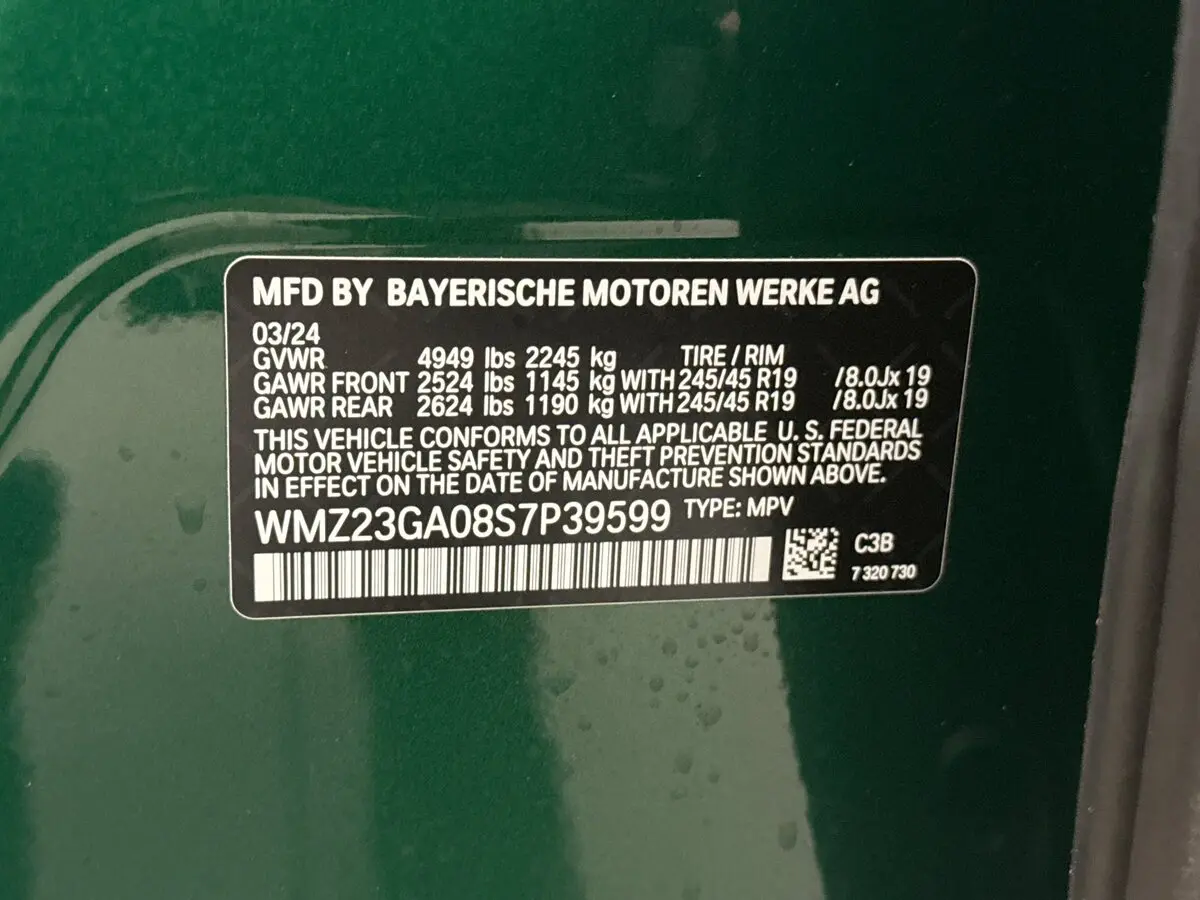 MFD BY BAYERISCHE MOTOREN WERKE AG
03/24
GVWR 4949 lbs 2245 kg TIRE / RIM
GAWR FRONT 2524 lbs 1145 kg WITH 245/45 R19 /8.0Jx 19
GAWR REAR 2624 lbs 1190 kg WITH 245/45 R19 /8.0Jx 19
THIS VEHICLE CONFORMS TO ALL APPLICABLE U. S. FEDERAL
MOTOR VEHICLE SAFETY AND THEFT PREVENTION STANDARDS
IN EFFECT ON THE DATE OF MANUFACTURE SHOWN ABOVE.
WMZ23GA08S7P39599 TYPE: MPV
C3B
7 320 730